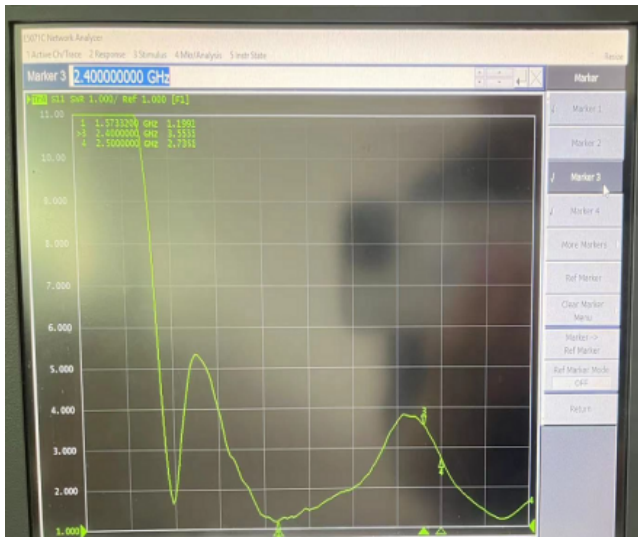 E5071C Network Analyzer
1 Active Ch/Trace 2 Response 3 Stimulus 4 Mkr/Analysis 5 Instr State
Resize
Marker 3 2.400000000 GHz
Marker
S11 SWR 1.000/ Ref 1.000 [F1]
11.00
1 1.5733200 GHz 1.1991
>3 2.4000000 GHz 3.5531
4 2.5000000 GHz 2.7351
10.00
9.000
8.000
7.000
6.000
5.000
4.000
3.000
2.000
1.000
3
4
Marker 1
Marker 2
Marker 3
Marker 4
More Markers
Ref Marker
Clear Marker
Menu
Marker ->
Ref Marker
Ref Marker Mode
OFF
Return